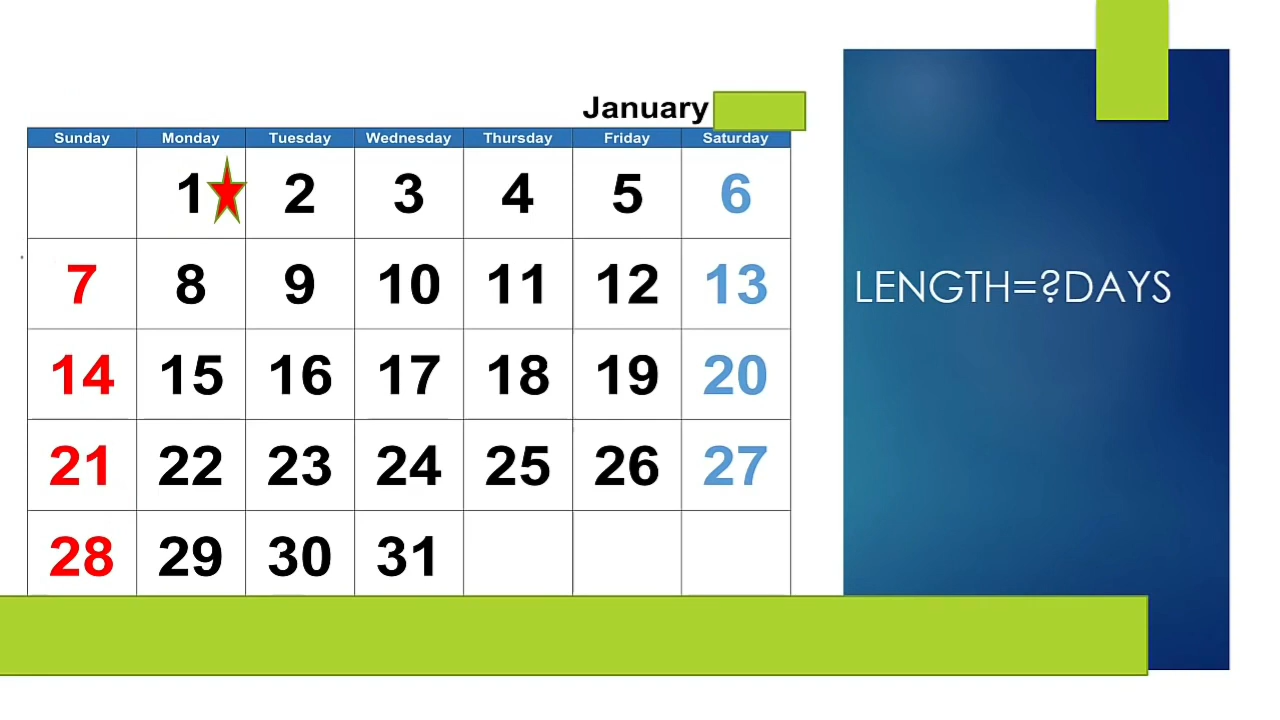 January
Sunday Monday Tuesday Wednesday Thursday Friday Saturday
1 2 3 4 5 6
7 8 9 10 11 12 13
14 15 16 17 18 19 20
21 22 23 24 25 26 27
28 29 30 31
LENGTH=?DAYS